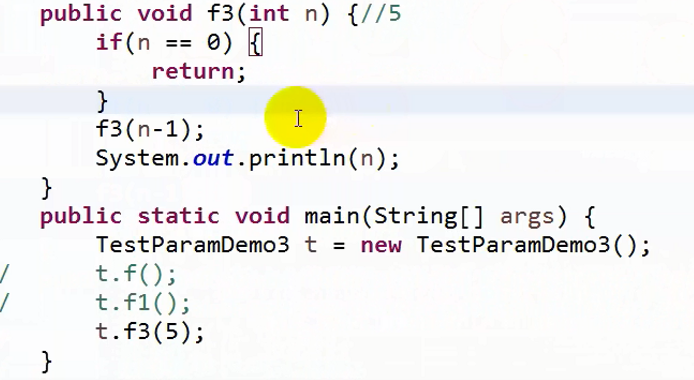 public void f3(int n) {//5
if(n == 0) {
return;
}
f3(n-1);
System.out.println(n);
}
public static void main(String[] args) {
TestParamDemo3 t = new TestParamDemo3();
/ t.f();
/ t.f1();
t.f3(5);
}